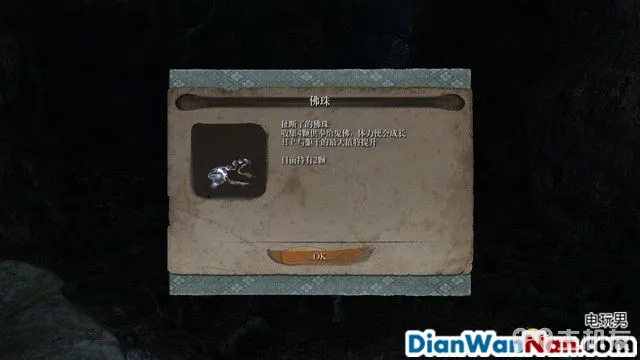 佛珠
扯断了的佛珠
收集4颗供奉给鬼佛，体力便会成长
HP与躯干的最大值将提升
目前持有2颗
OK
电玩男
DianWanNan.com